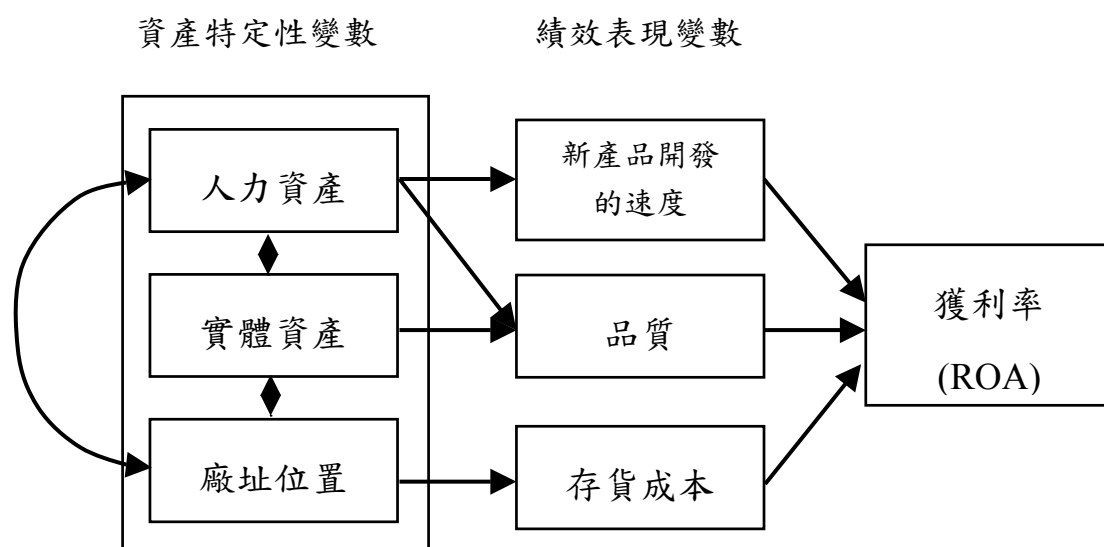 資產特定性變數
績效表現變數
人力資產
實體資產
廠址位置
新產品開發
的速度
品質
存貨成本
獲利率
(ROA)